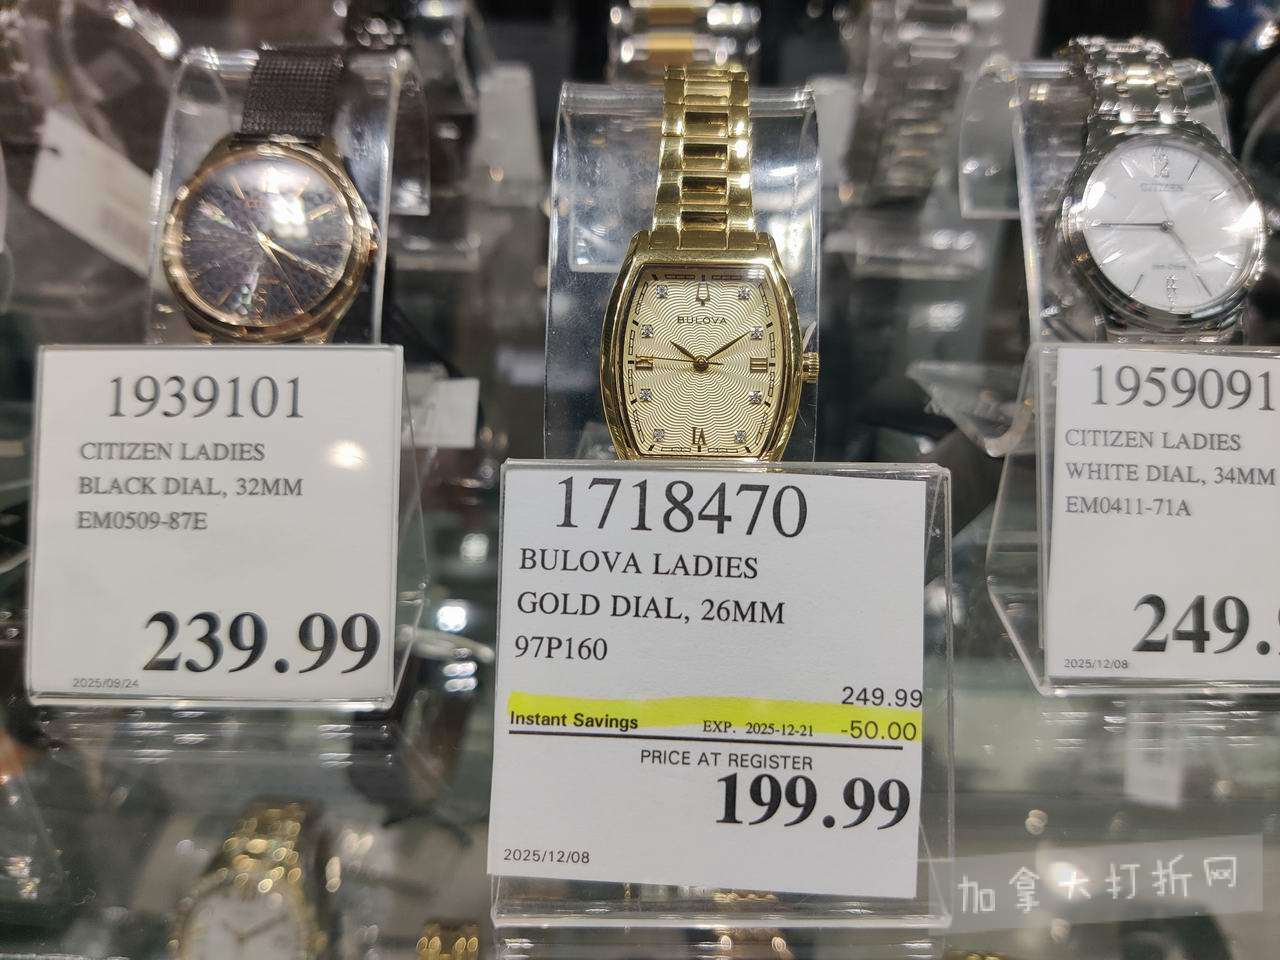 1939101
CITIZEN LADIES
BLACK DIAL, 32MM
EM0509-87E
239.99
2025/09/24
BULOVA
1718470
BULOVA LADIES
GOLD DIAL, 26MM
97P160
249.99
Instant Savings EXP. 2025-12-21 -50.00
PRICE AT REGISTER
199.99
2025/12/08
CITIZEN
1959091
CITIZEN LADIES
WHITE DIAL, 34MM
EM0411-71A
249.
2025/12/08
加拿大打折网